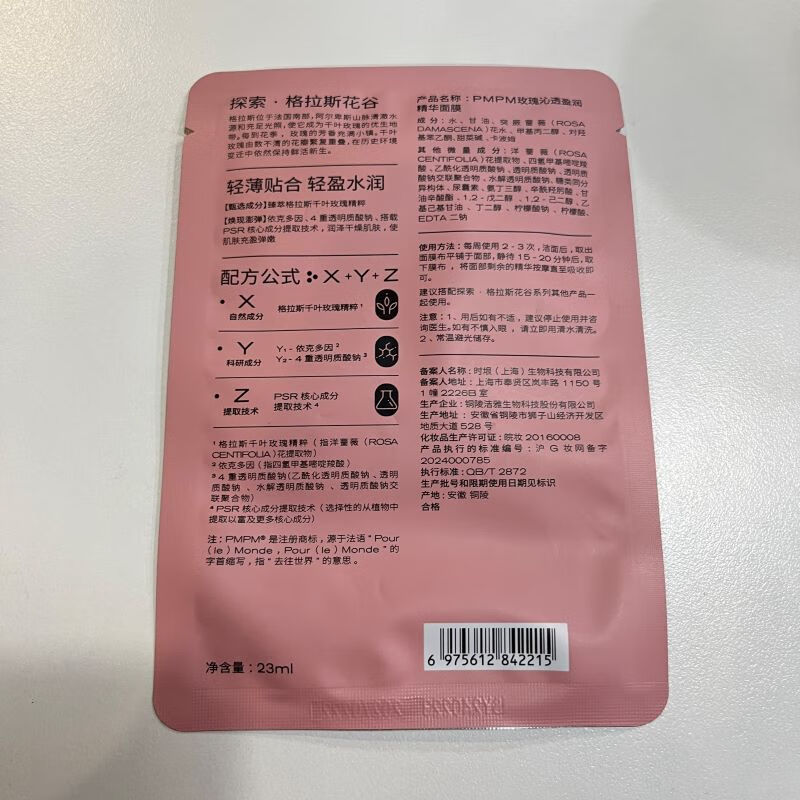 探索·格拉斯花谷
格拉斯位于法国南部,阿尔卑斯山脉清澈水
源和充足光照,使它成为千叶玫瑰的优生地
带。每到花季,玫瑰的芳香充满小镇。千叶
玫瑰由数不清的花瓣繁复重叠,在历史环境
变迁中依然保持鲜活新生。
轻薄贴合 轻盈水润
【甄选成分】臻萃格拉斯千叶玫瑰精粹
【焕现澎弹】依克多因、4 重透明质酸钠、搭载
PSR 核心成分提取技术,润泽干燥肌肤,使
肌肤充盈弹嫩
配方公式 X+Y+Z
X
自然成分
格拉斯千叶玫瑰精粹 ¹
Y
科研成分
Y₁ - 依克多因 ²
Y₂ - 4 重透明质酸钠 ³
Z
提取技术
PSR 核心成分
提取技术 ⁴
¹ 格拉斯千叶玫瑰精粹(指洋蔷薇(ROSA
CENTIFOLIA)花提取物)
² 依克多因(指四氢甲基嘧啶羧酸)
³ 4 重透明质酸钠(乙酰化透明质酸钠、透明
质酸钠 、水解透明质酸钠 、透明质酸钠交
联聚合物)
⁴ PSR 核心成分提取技术(选择性的从植物中
提取以富及更多核心成分)
注:PMPM® 是注册商标,源于法语“Pour
(le)Monde,Pour(le)Monde”的
字首缩写,指“去往世界”的意思。
净含量:23ml
产品名称:PMPM玫瑰沁透盈润
精华面膜
成分:水、甘油、突厥蔷薇(ROSA
DAMASCENA)花水、甲基丙二醇、对羟
基苯乙酮、甜菜碱、卡波姆
其他微量成分:洋蔷薇(ROSA
CENTIFOLIA)花提取物、四氢甲基嘧啶羧
酸、乙酰化透明质酸钠、透明质酸钠、透明
质酸钠交联聚合物、水解透明质酸钠、糖类同分
异构体、尿囊素、氨丁三醇、辛酰羟肟酸、甘
油辛酸酯、1,2-戊二醇、1,2-己二醇、乙
基己基甘油 、丁二醇 、柠檬酸钠 、柠檬酸、
EDTA 二钠
使用方法:每周使用 2 - 3 次,洁面后,取出
面膜布平铺于面部,静待 15 - 20 分钟后,取
下膜布,将面部剩余的精华按摩直至吸收即
可。
建议搭配探索·格拉斯花谷系列其他产品一
起使用。
注意:1、用后如有不适,建议停止使用并咨
询医生。如有不慎入眼,请立即用清水清洗。
2、常温避光储存。
备案人名称:时垠(上海)生物科技有限公司
备案人地址:上海市奉贤区岚丰路 1150 号
1 幢 2226B 室
生产企业:铜陵洁雅生物科技股份有限公司
生产地址:安徽省铜陵市狮子山经济开发区
地质大道 528 号
化妆品生产许可证:皖妆 20160008
产品执行的标准编号:沪 G 妆网备字
2024000785
执行标准:QB/T 2872
生产批号和限期使用日期见标识
产地:安徽 铜陵
合格
6 975612 842215